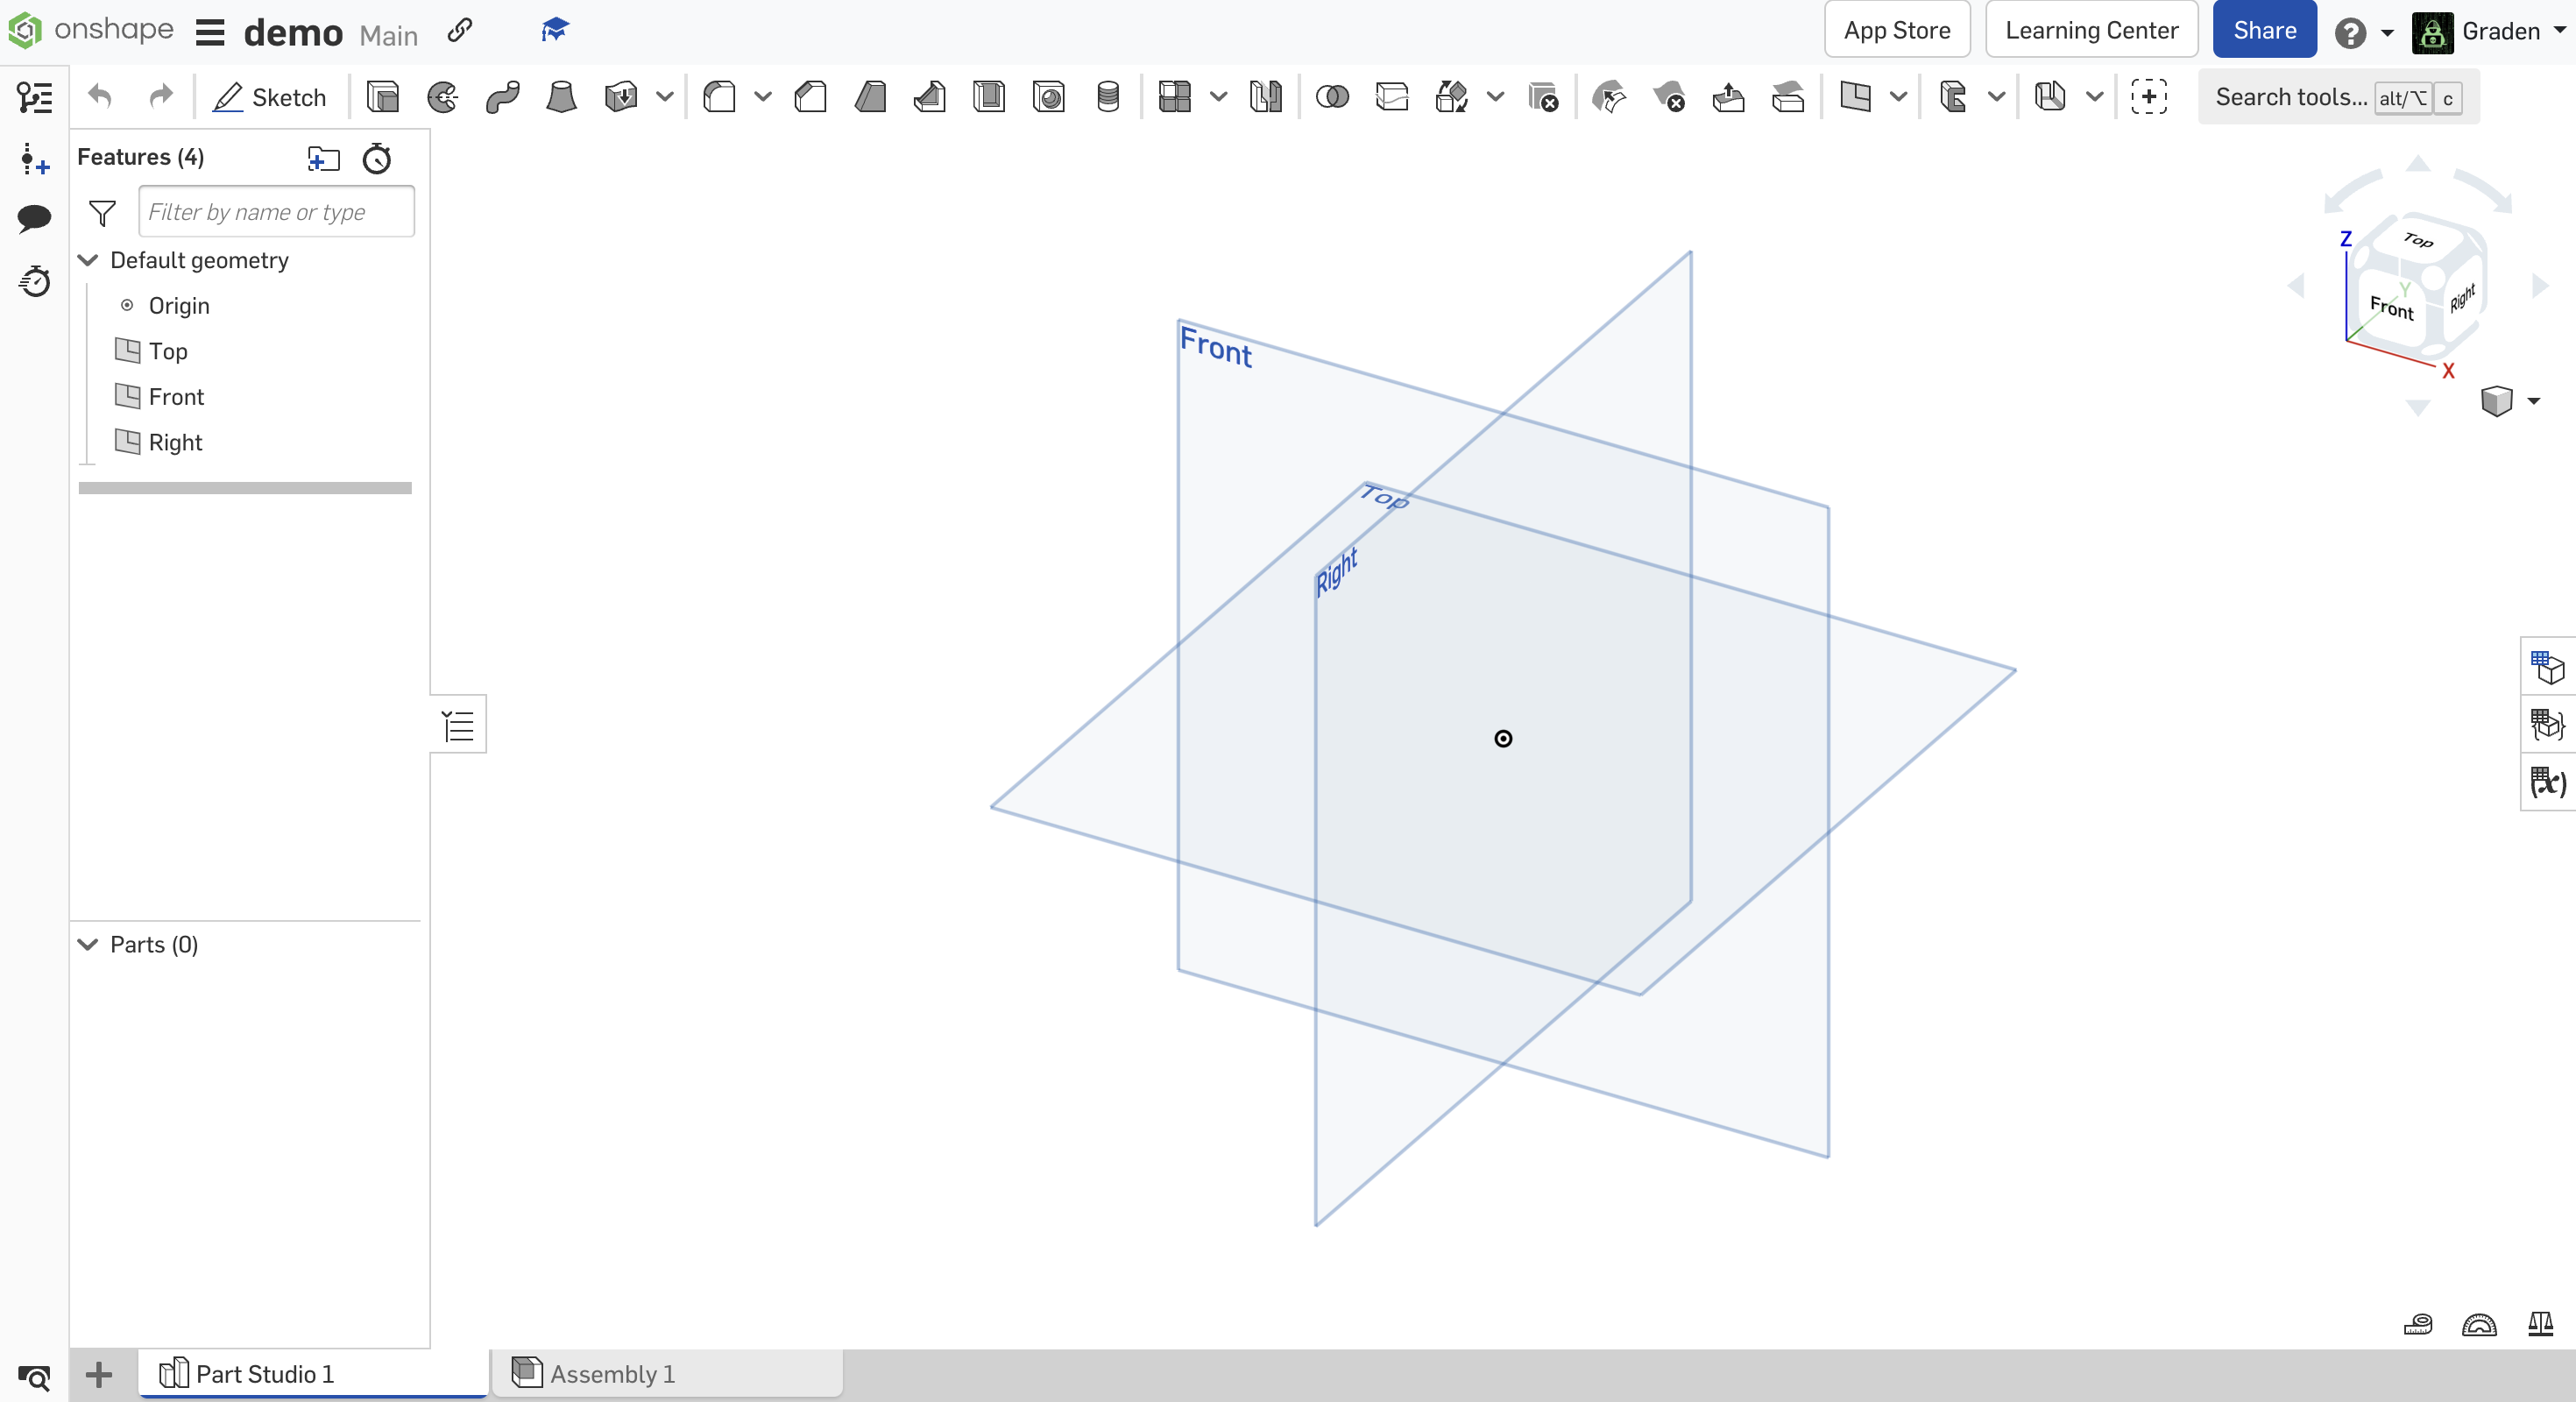 onshape demo Main App Store Learning Center Share Graden
Sketch Search tools... alt/⌥ c
Features (4)
Filter by name or type
Default geometry
Origin
Top
Front
Right
Parts (0)
Front
Top
Right
Top
Z
Y
Front
Right
X
(x)
Part Studio 1 Assembly 1